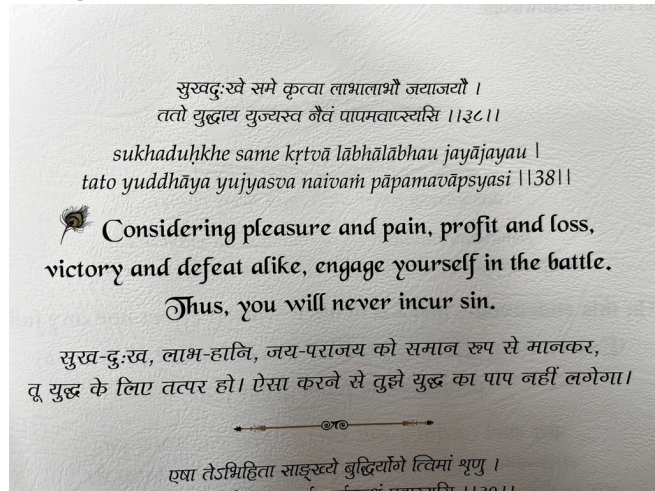 सुखदुःखे समे कृत्वा लाभालाभौ जयाजयौ ।
ततो युद्धाय युज्यस्व नैवं पापमवाप्स्यसि ।।३८।।
sukhaduḥkhe same kṛtvā lābhālābhau jayājayau |
tato yuddhāya yujyasva naivaṁ pāpamavāpsyasi ||38||
Considering pleasure and pain, profit and loss,
victory and defeat alike, engage yourself in the battle.
Thus, you will never incur sin.
सुख-दुःख, लाभ-हानि, जय-पराजय को समान रूप से मानकर,
तू युद्ध के लिए तत्पर हो। ऐसा करने से तुझे युद्ध का पाप नहीं लगेगा।
एषा तेऽभिहिता साङ्ख्ये बुद्धिर्योगे त्विमां शृणु ।